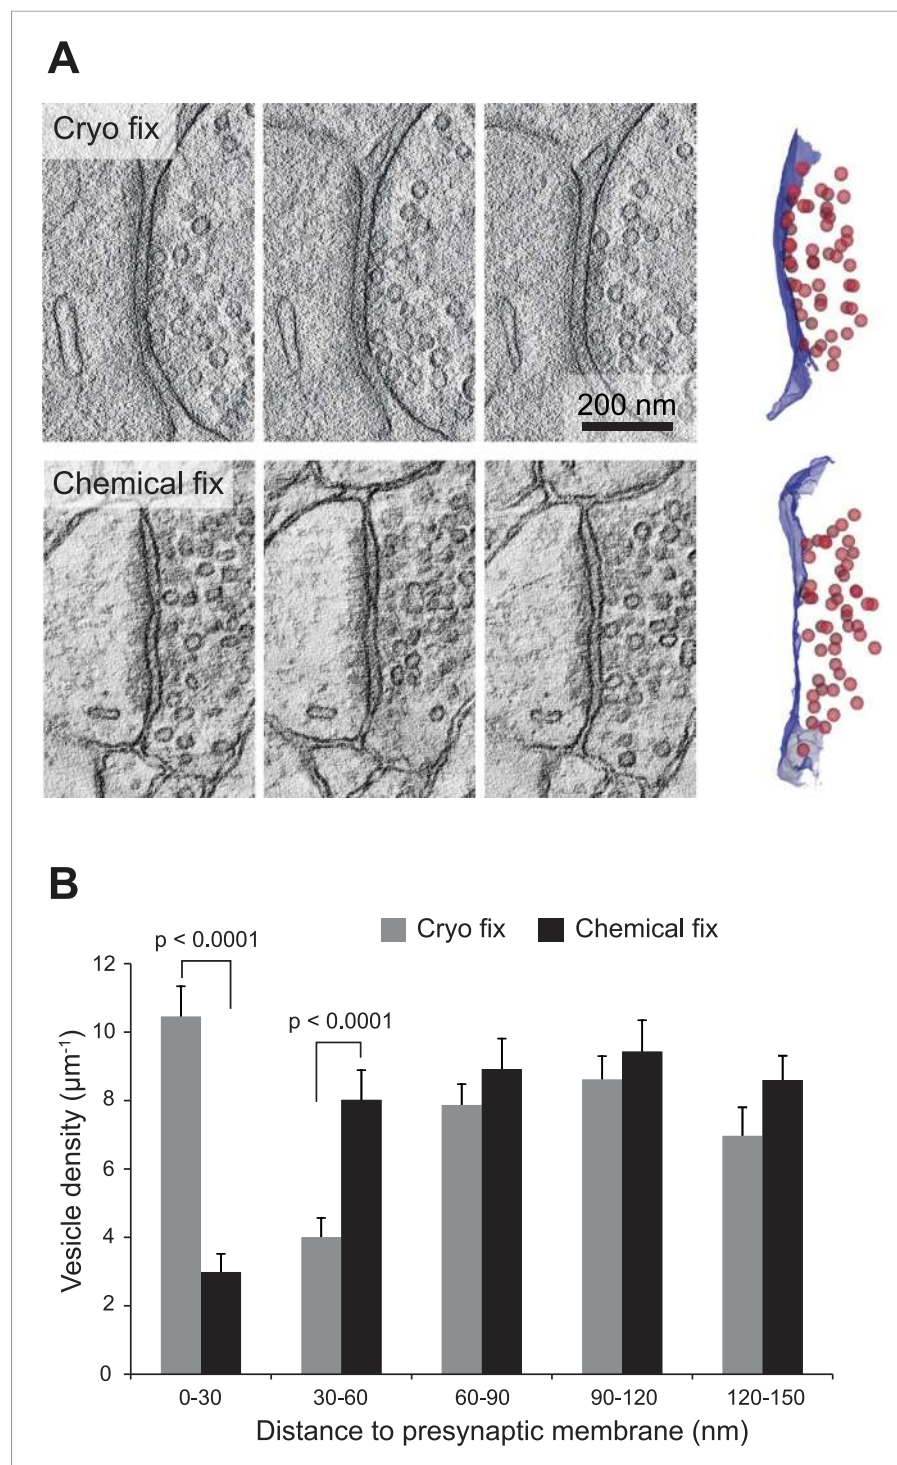 A
Cryo fix
200 nm
Chemical fix
B
Cryo fix
Chemical fix
p < 0.0001
p < 0.0001
Vesicle density (µm⁻¹)
12
10
8
6
4
2
0
0-30
30-60
60-90
90-120
120-150
Distance to presynaptic membrane (nm)